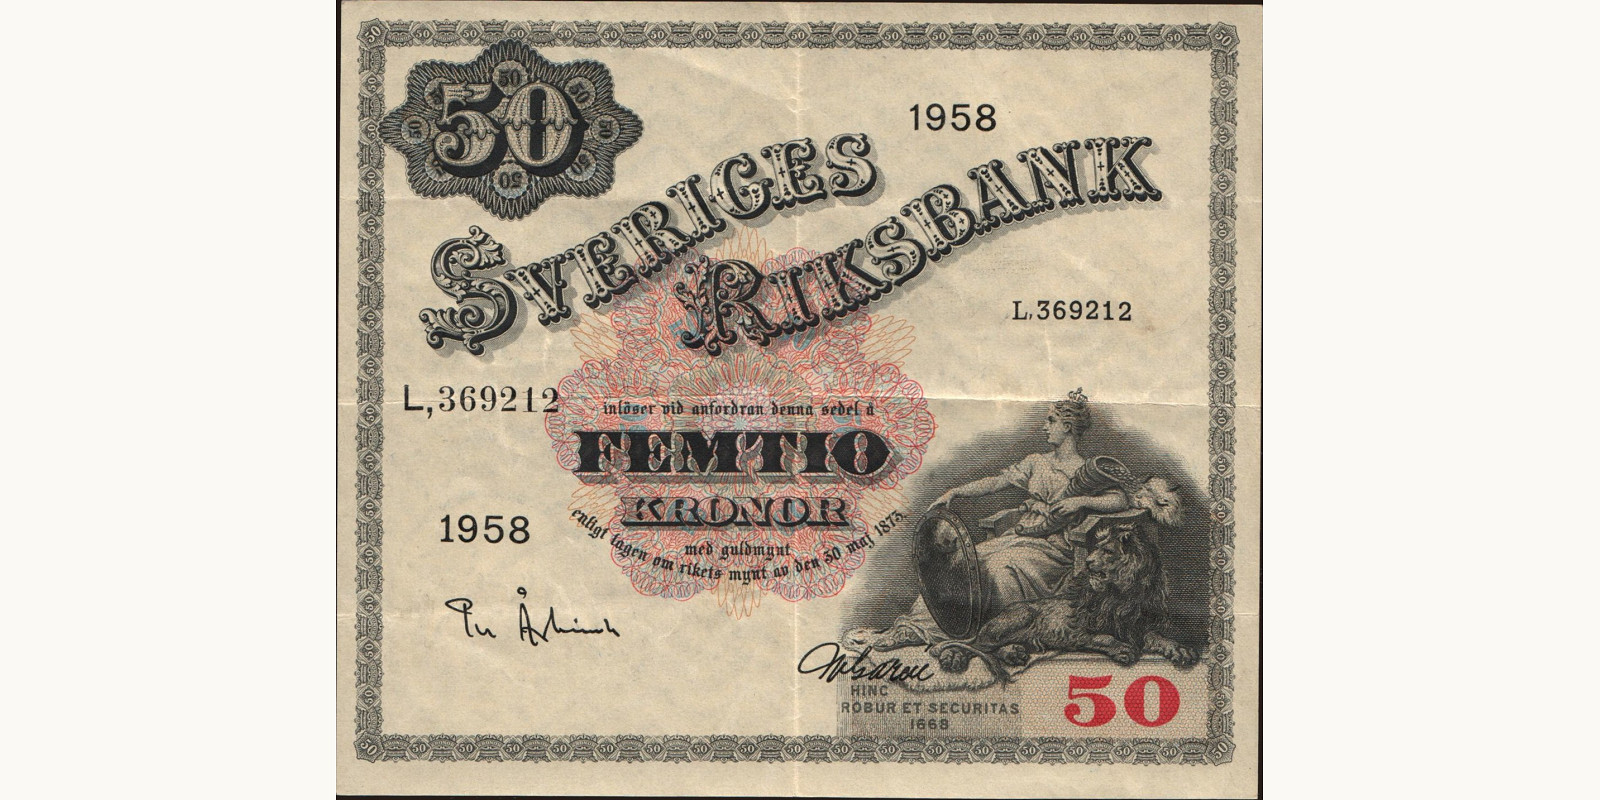 50
1958
SVERIGES
RIKSBANK
L,369212
L,369212
inlöser vid anfordran denna sedel å
FEMTIO
KRONOR
med guldmynt
enligt lagen om rikets mynt av den 30 maj 1873.
1958
HINC
ROBUR ET SECURITAS
1668
50